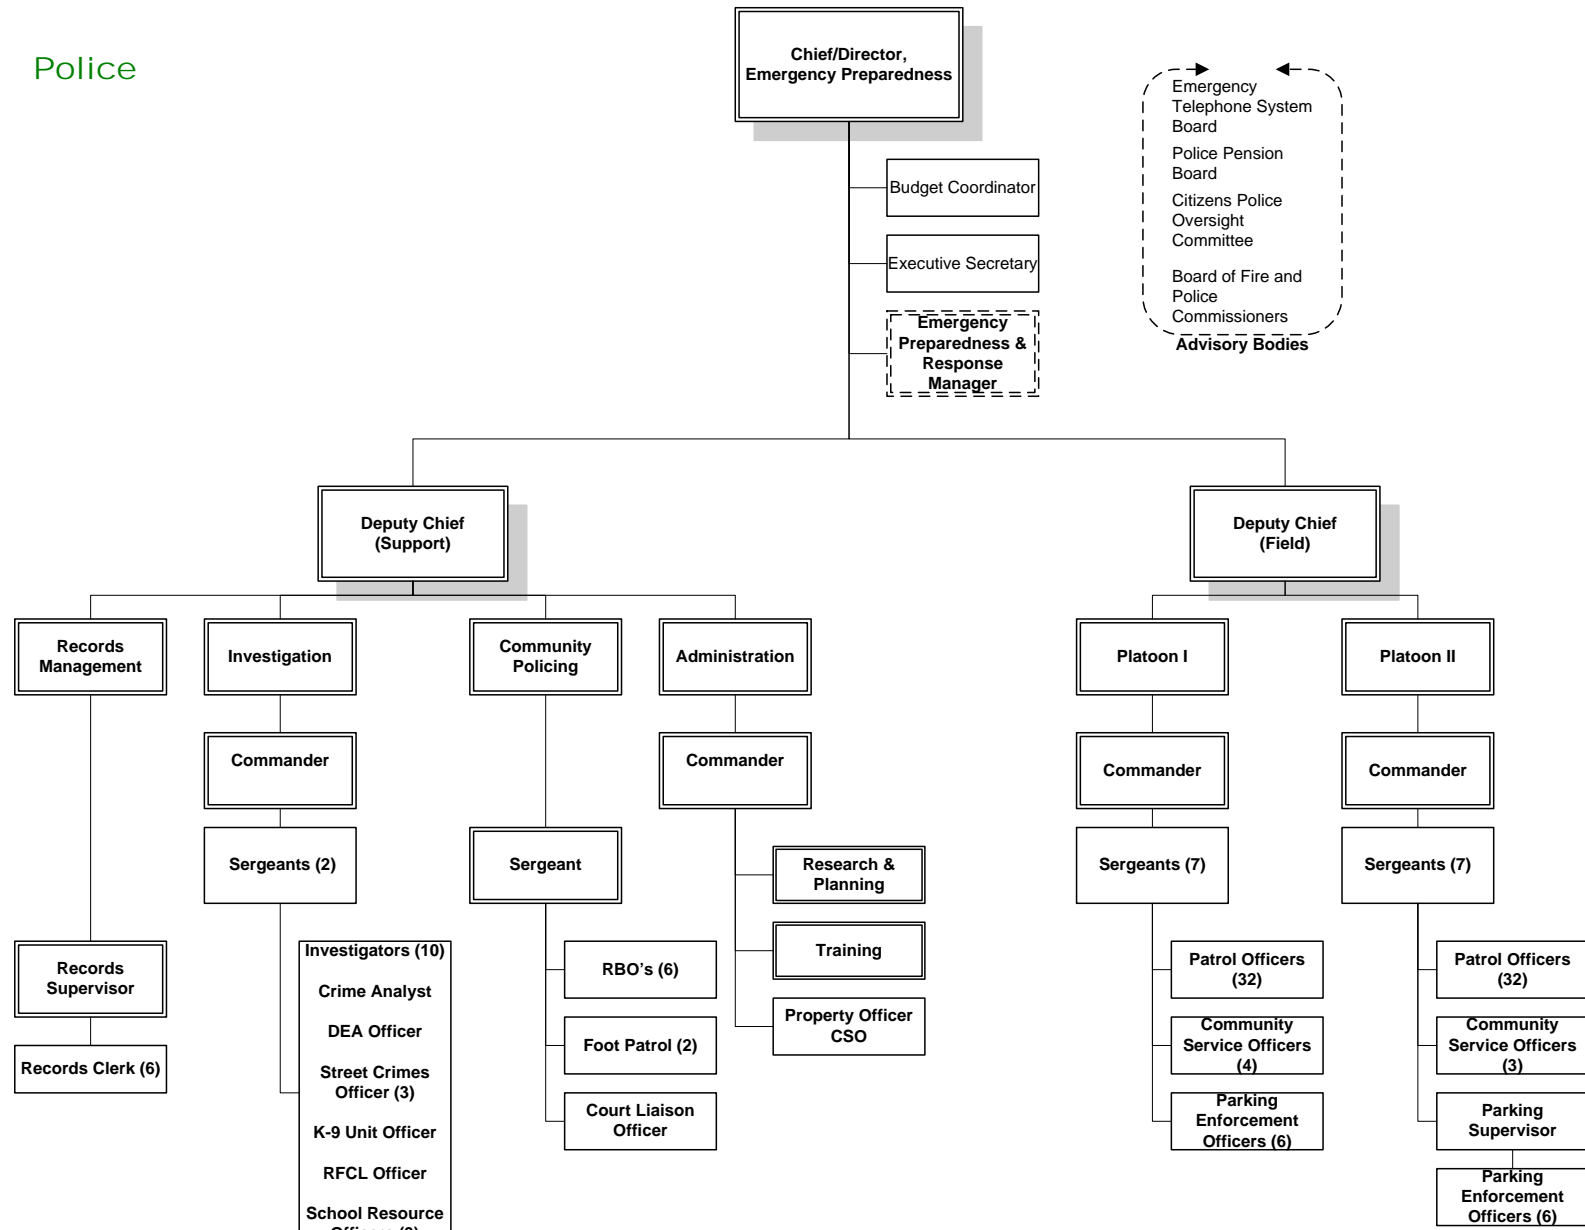 Police
Chief/Director,
Emergency Preparedness
Emergency
Telephone System
Board
Police Pension
Board
Citizens Police
Oversight
Committee
Board of Fire and
Police
Commissioners
Advisory Bodies
Budget Coordinator
Executive Secretary
Emergency
Preparedness &
Response
Manager
Deputy Chief
(Support)
Deputy Chief
(Field)
Records
Management
Investigation
Community
Policing
Administration
Platoon I
Platoon II
Commander
Commander
Commander
Commander
Sergeants (2)
Sergeant
Research &
Planning
Sergeants (7)
Sergeants (7)
Records
Supervisor
Records Clerk (6)
Investigators (10)
Crime Analyst
DEA Officer
Street Crimes
Officer (3)
K-9 Unit Officer
RFCL Officer
School Resource
RBO's (6)
Foot Patrol (2)
Court Liaison
Officer
Training
Property Officer
CSO
Patrol Officers
(32)
Community
Service Officers
(4)
Parking
Enforcement
Officers (6)
Patrol Officers
(32)
Community
Service Officers
(3)
Parking
Supervisor
Parking
Enforcement
Officers (6)